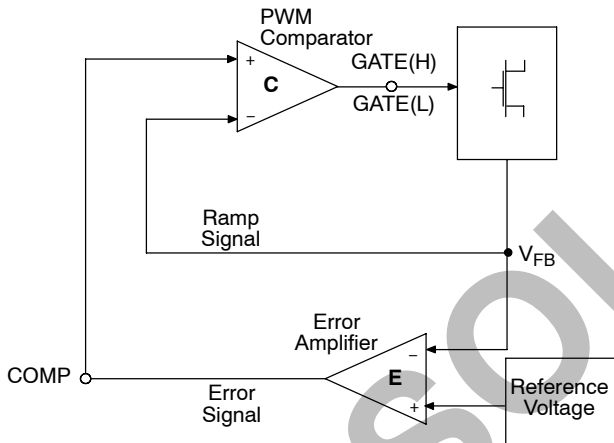 PWM
Comparator
+
C
−
GATE(H)
GATE(L)
Ramp
Signal
VFB
Error
Amplifier
−
E
+
COMP
Error
Signal
Reference
Voltage